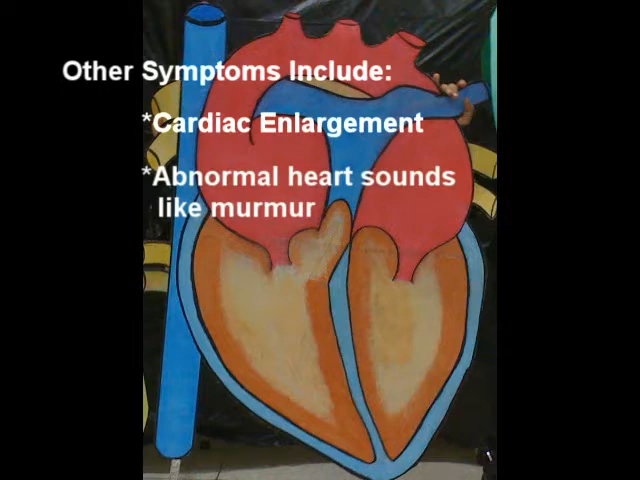 Other Symptoms Include:
*Cardiac Enlargement
*Abnormal heart sounds
like murmur